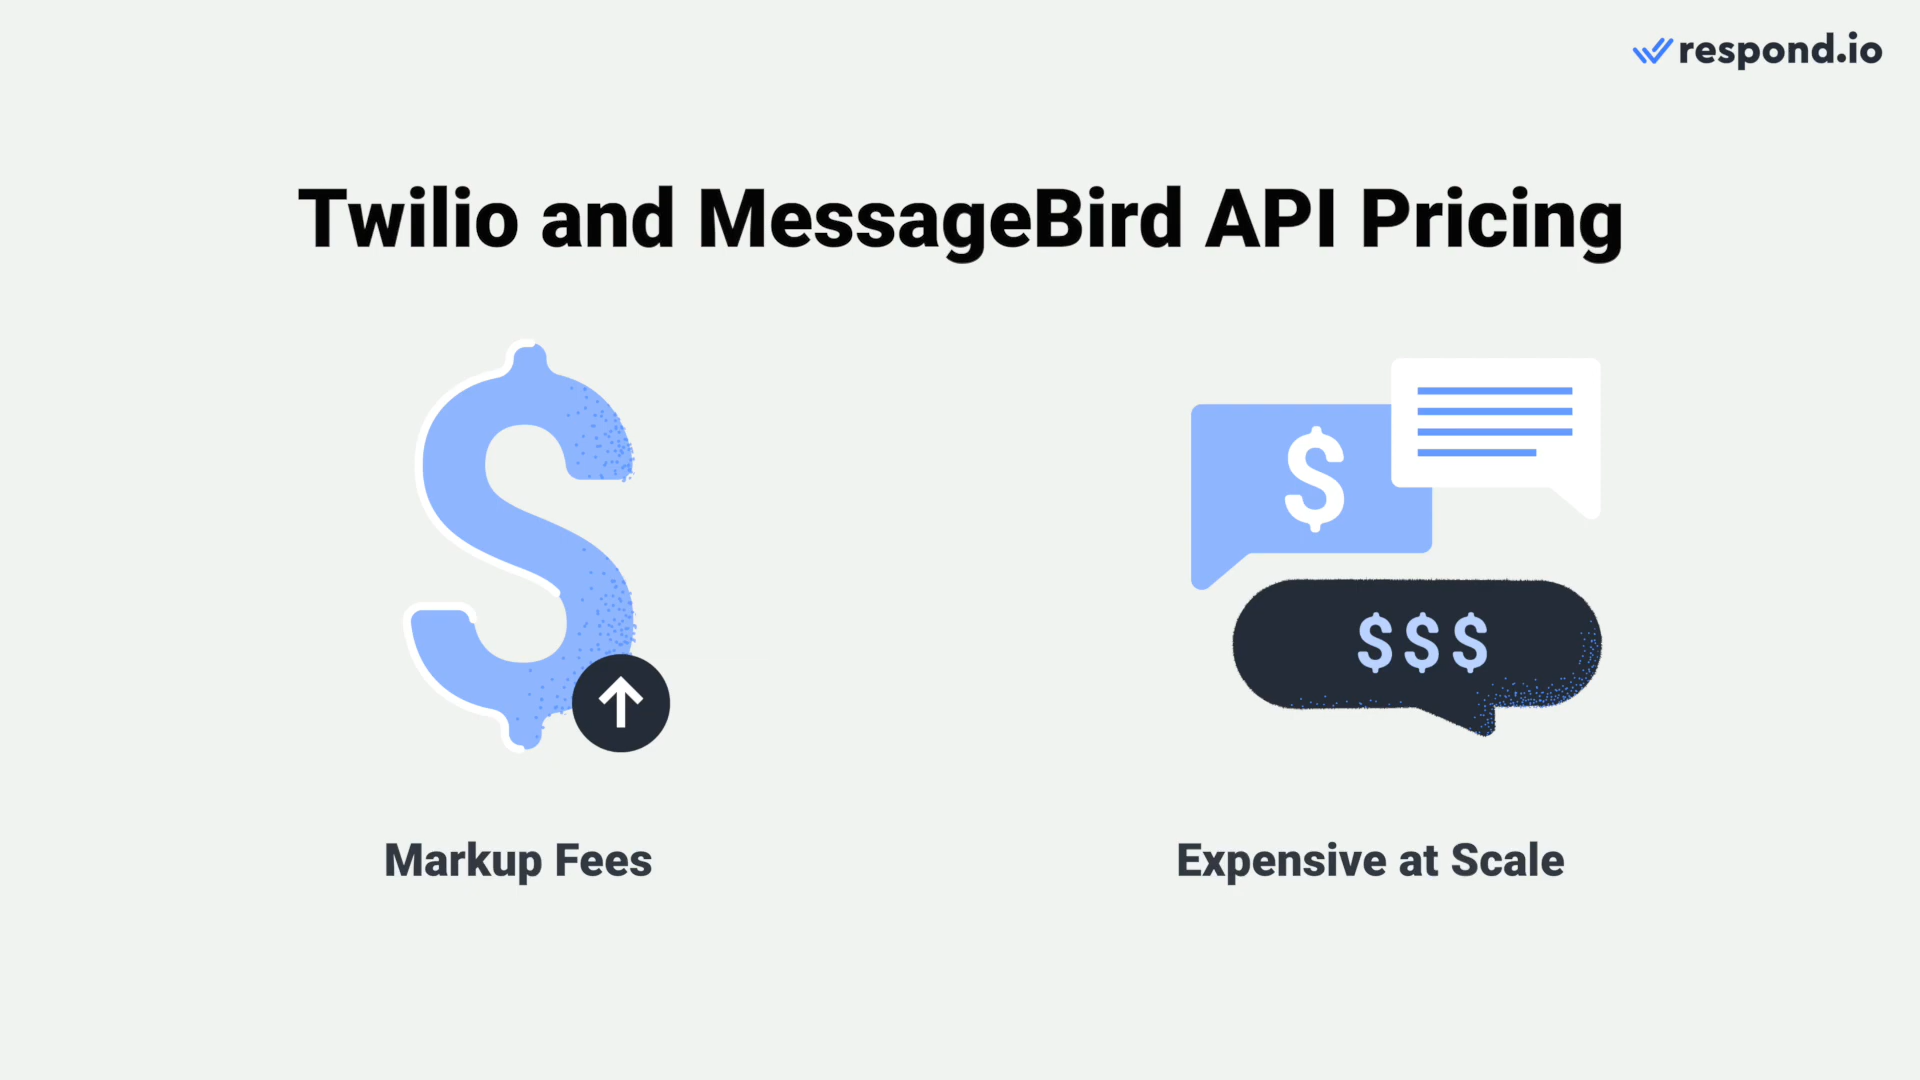 respond.io
Twilio and MessageBird API Pricing
$
$
$$$
Markup Fees
Expensive at Scale